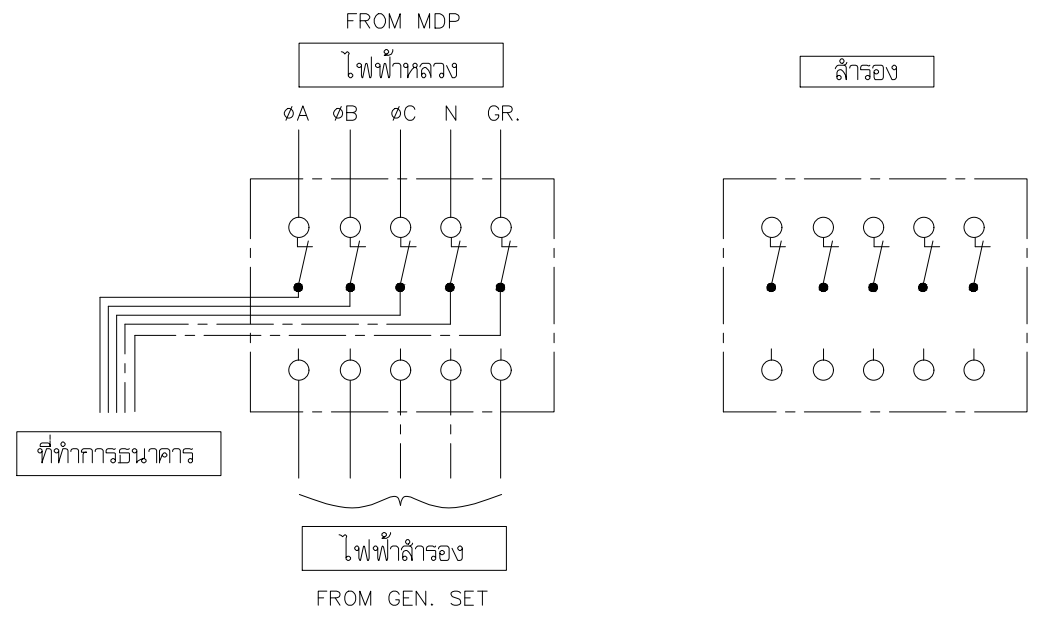 FROM MDP
ไฟฟ้าหลวง
สำรอง
øA øB øC N GR.
ที่ทำการธนาคาร
ไฟฟ้าสำรอง
FROM GEN. SET